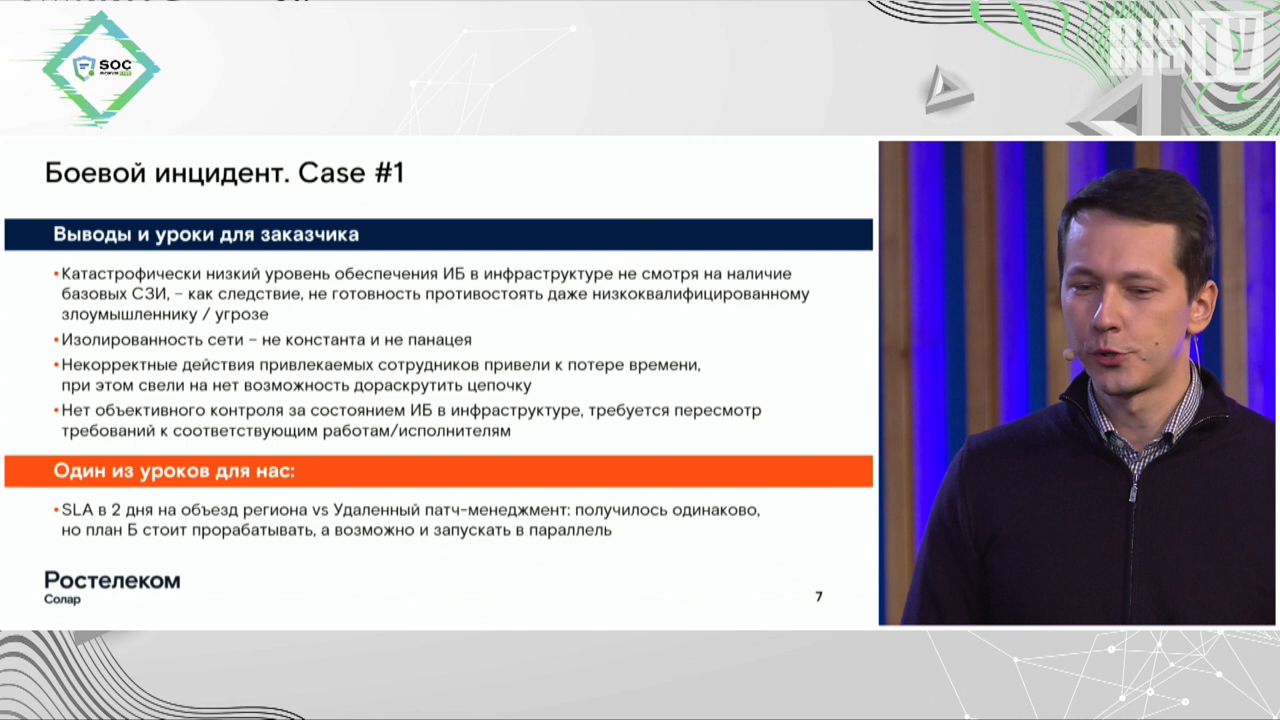 SOC
BIS TV
Боевой инцидент. Case #1
Выводы и уроки для заказчика
•Катастрофически низкий уровень обеспечения ИБ в инфраструктуре не смотря на наличие
базовых СЗИ, – как следствие, не готовность противостоять даже низкоквалифицированному
злоумышленнику / угрозе
•Изолированность сети – не константа и не панацея
•Некорректные действия привлекаемых сотрудников привели к потере времени,
при этом свели на нет возможность дораскрутить цепочку
•Нет объективного контроля за состоянием ИБ в инфраструктуре, требуется пересмотр
требований к соответствующим работам/исполнителям
Один из уроков для нас:
•SLA в 2 дня на объезд региона vs Удаленный патч-менеджмент: получилось одинаково,
но план Б стоит прорабатывать, а возможно и запускать в параллель
Ростелеком
Солар
7